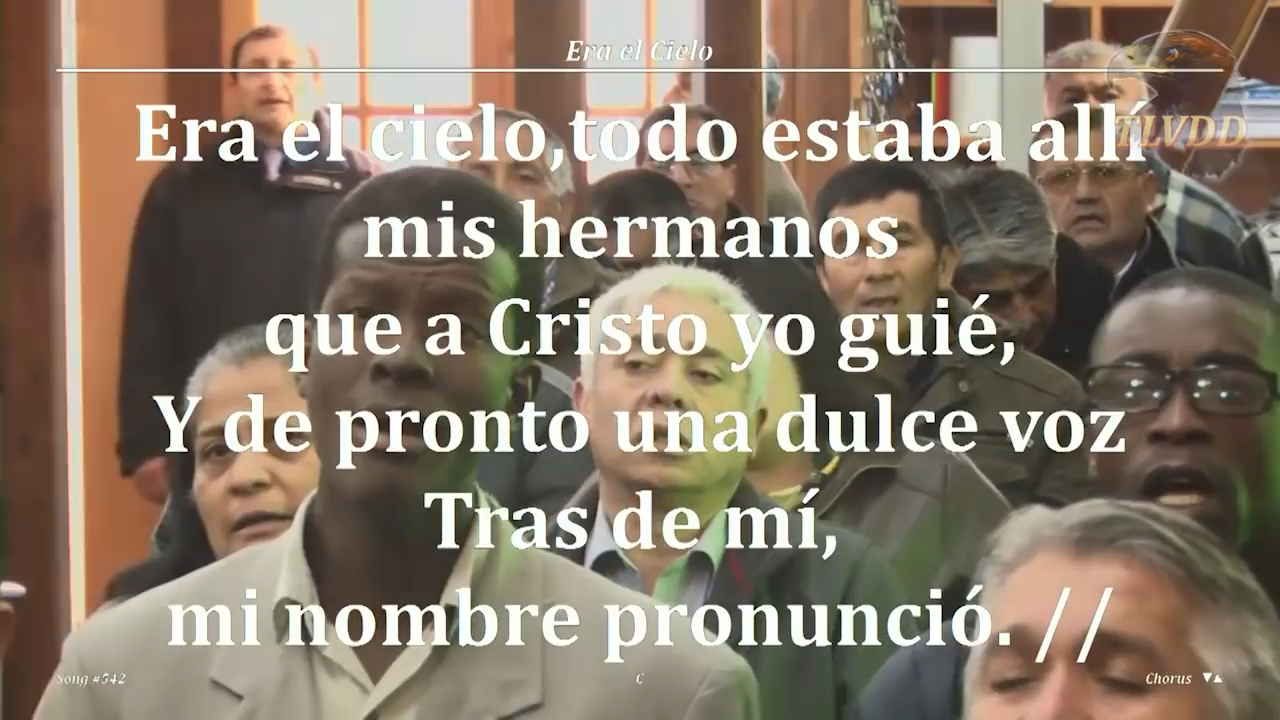 Era el Cielo
Era el cielo,todo estaba allí
TLVDD
mis hermanos
que a Cristo yo guié,
Y de pronto una dulce voz
Tras de mí,
mi nombre pronunció. //
Song #542
C
Chorus ▼▲